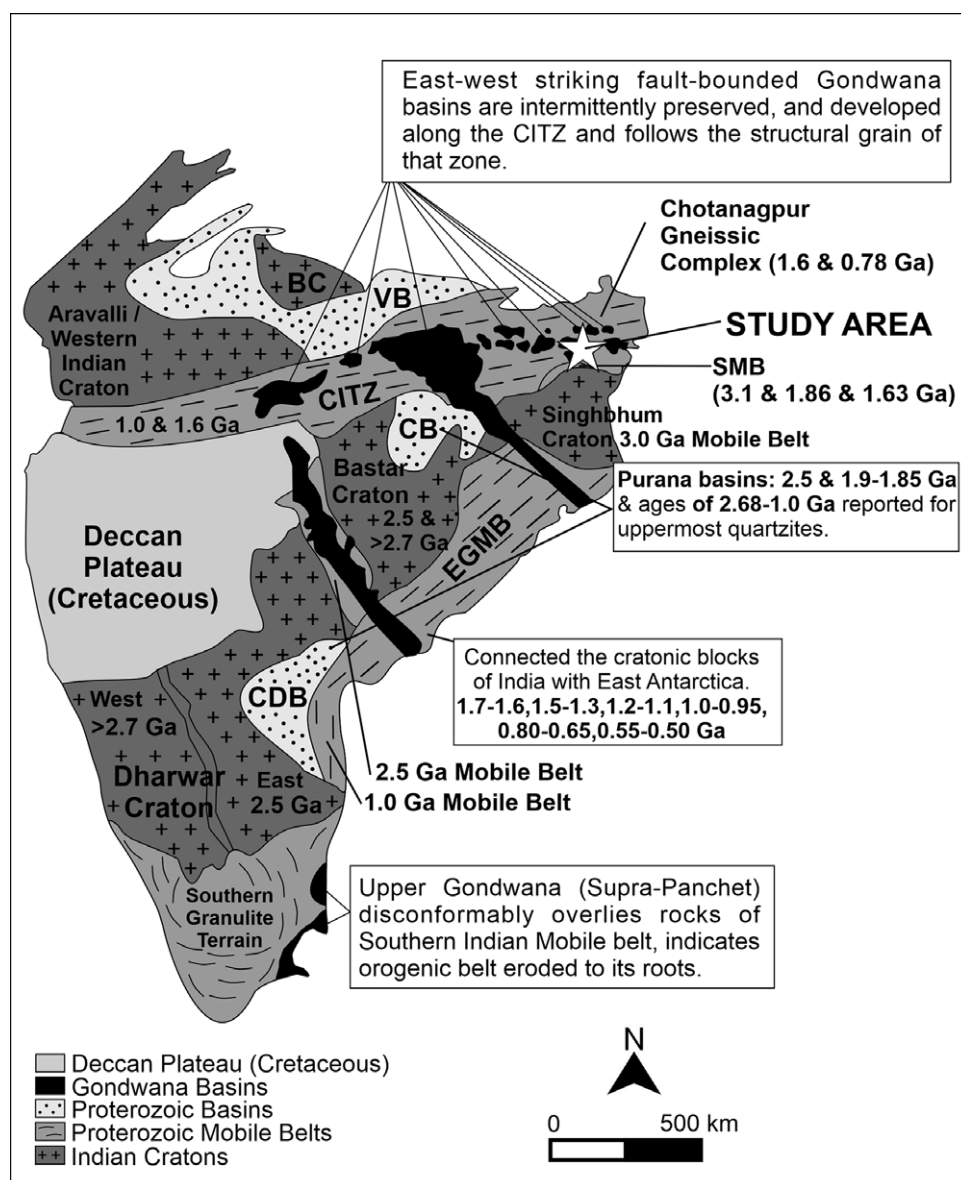 East-west striking fault-bounded Gondwana
basins are intermittently preserved, and developed
along the CITZ and follows the structural grain of
that zone.
Chotanagpur
Gneissic
Complex (1.6 & 0.78 Ga)
BC
VB
STUDY AREA
Aravalli /
Western
Indian
Craton
SMB
(3.1 & 1.86 & 1.63 Ga)
CITZ
1.0 & 1.6 Ga
CB
Singhbhum
Craton 3.0 Ga Mobile Belt
Bastar
Craton
2.5 &
>2.7 Ga
Purana basins: 2.5 & 1.9-1.85 Ga
& ages of 2.68-1.0 Ga reported for
uppermost quartzites.
EGMB
Deccan
Plateau
(Cretaceous)
Connected the cratonic blocks
of India with East Antarctica.
1.7-1.6,1.5-1.3,1.2-1.1,1.0-0.95,
0.80-0.65,0.55-0.50 Ga
CDB
West
>2.7 Ga
Dharwar
Craton
East
2.5 Ga
2.5 Ga Mobile Belt
1.0 Ga Mobile Belt
Southern
Granulite
Terrain
Upper Gondwana (Supra-Panchet)
disconformably overlies rocks of
Southern Indian Mobile belt, indicates
orogenic belt eroded to its roots.
Deccan Plateau (Cretaceous)
Gondwana Basins
Proterozoic Basins
Proterozoic Mobile Belts
Indian Cratons
N
0 500 km